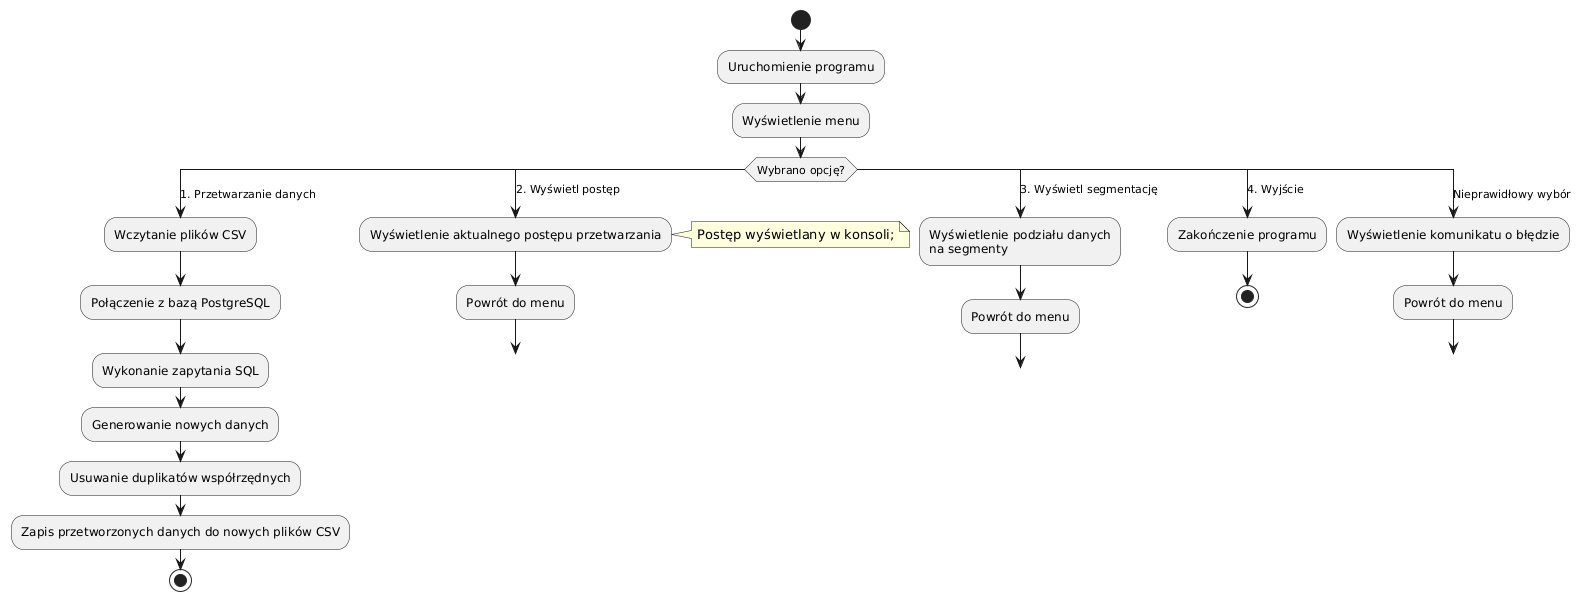 Uruchomienie programu
Wyświetlenie menu
Wybrano opcję?
1. Przetwarzanie danych
Wczytanie plików CSV
Połączenie z bazą PostgreSQL
Wykonanie zapytania SQL
Generowanie nowych danych
Usuwanie duplikatów współrzędnych
Zapis przetworzonych danych do nowych plików CSV
2. Wyświetl postęp
Wyświetlenie aktualnego postępu przetwarzania
Postęp wyświetlany w konsoli;
Powrót do menu
3. Wyświetl segmentację
Wyświetlenie podziału danych
na segmenty
Powrót do menu
4. Wyjście
Zakończenie programu
Nieprawidłowy wybór
Wyświetlenie komunikatu o błędzie
Powrót do menu